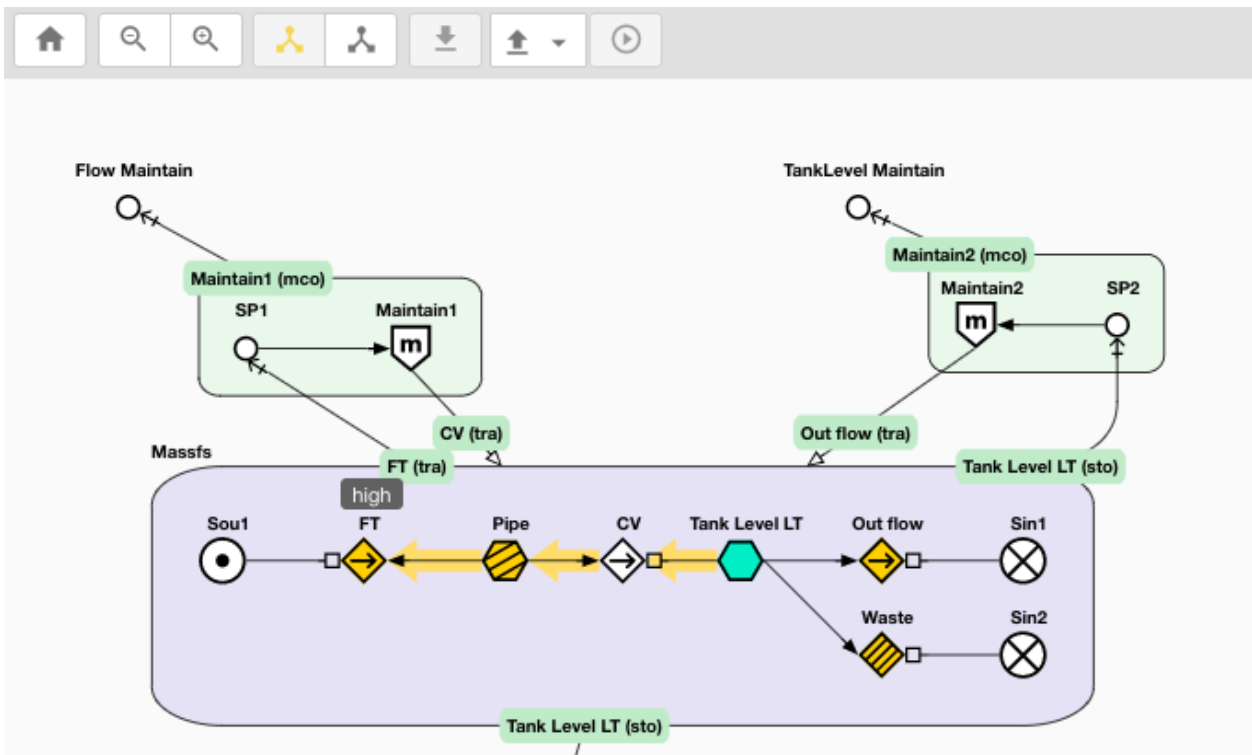 Flow Maintain
TankLevel Maintain
Maintain1 (mco)
Maintain2 (mco)
SP1
Maintain1
Maintain2
SP2
m
m
CV (tra)
Out flow (tra)
Massfs
FT (tra)
Tank Level LT (sto)
high
Sou1
FT
Pipe
CV
Tank Level LT
Out flow
Sin1
Waste
Sin2
Tank Level LT (sto)